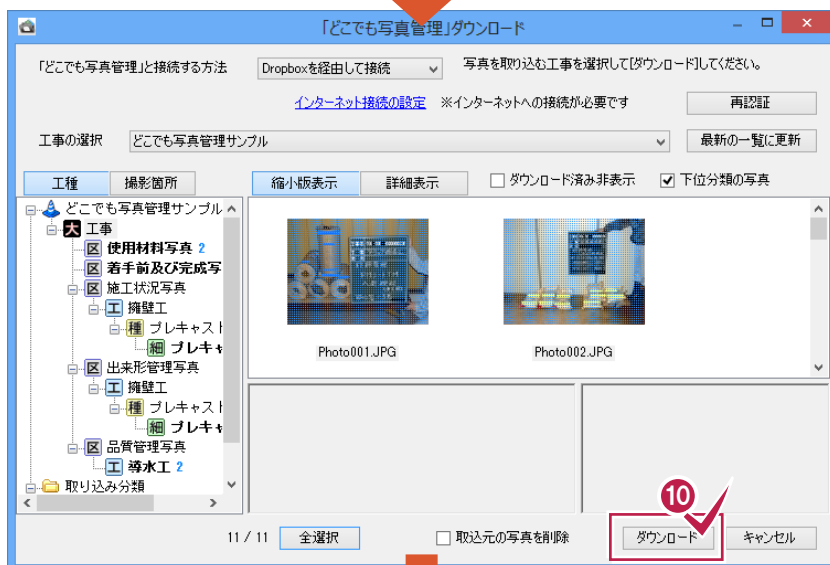 「どこでも写真管理」ダウンロード
「どこでも写真管理」と接続する方法
Dropboxを経由して接続
写真を取り込む工事を選択して[ダウンロード]してください。
インターネット接続の設定 ※インターネットへの接続が必要です
再認証
工事の選択
どこでも写真管理サンプル
最新の一覧に更新
工種 撮影箇所
縮小版表示 詳細表示
ダウンロード済み非表示
下位分類の写真
どこでも写真管理サンプル
大 工事
区 使用材料写真 2
区 着手前及び完成写
区 施工状況写真
工 擁壁工
種 プレキャスト
細 プレキャ
区 出来形管理写真
工 擁壁工
種 プレキャスト
細 プレキャ
区 品質管理写真
工 導水工 2
取り込み分類
Photo001.JPG
Photo002.JPG
10
11 / 11 全選択
取込元の写真を削除
ダウンロード
キャンセル